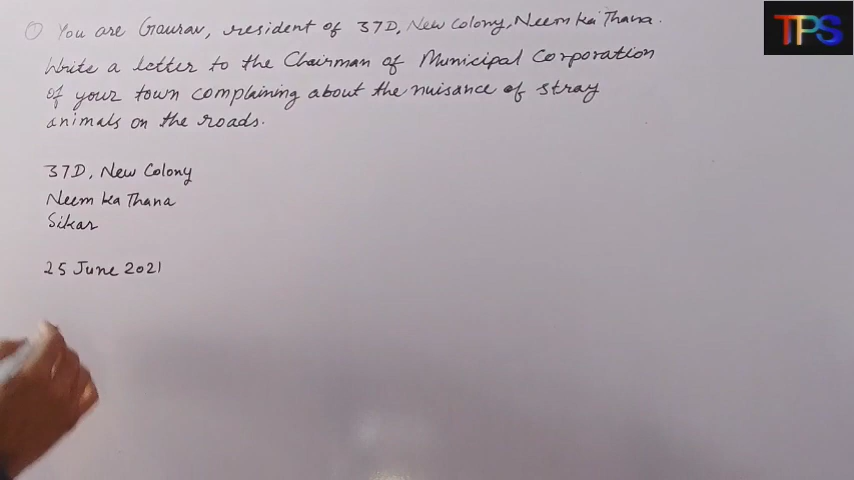 TPS
Q You are Gaurav, resident of 37D, New Colony, Neem ka Thana.
Write a letter to the Chairman of Municipal Corporation
of your town complaining about the nuisance of stray
animals on the roads.
37D, New Colony
Neem ka Thana
Sikar
25 June 2021